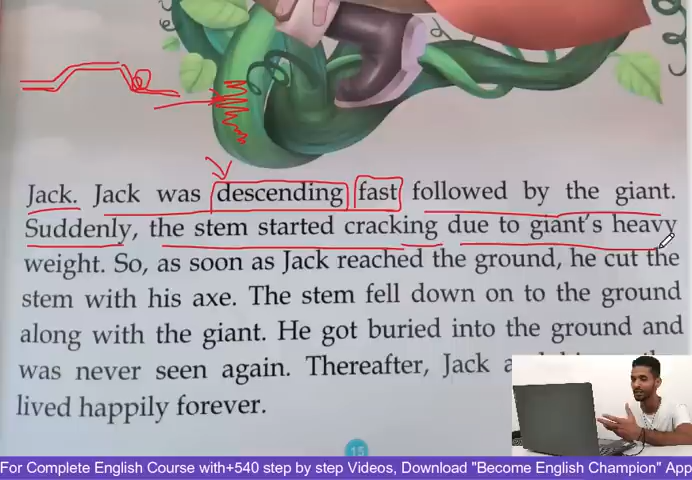 Jack. Jack was descending fast followed by the giant.
Suddenly, the stem started cracking due to giant's heavy
weight. So, as soon as Jack reached the ground, he cut the
stem with his axe. The stem fell down on to the ground
along with the giant. He got buried into the ground and
was never seen again. Thereafter, Jack
lived happily forever.
15
For Complete English Course with+540 step by step Videos, Download "Become English Champion" App